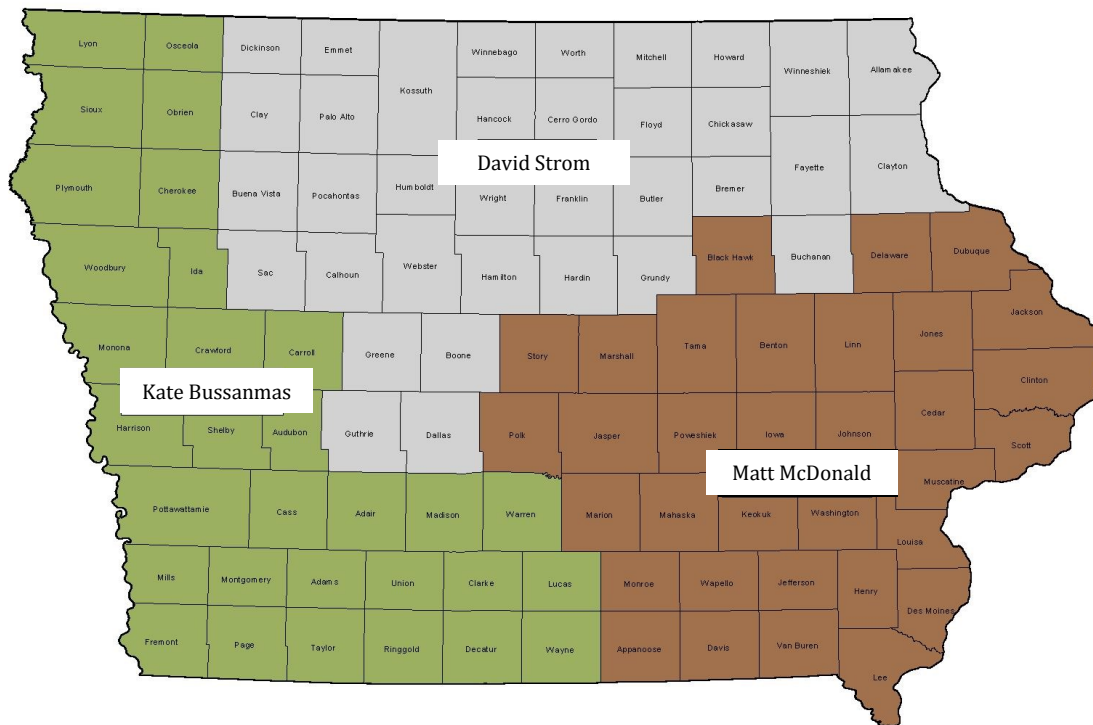 Lyon
Osceola
Dickinson
Emmet
Winnebago
Worth
Mitchell
Howard
Winneshiek
Allamakee
Kossuth
Sioux
Obrien
Clay
Palo Alto
Hancock
Cerro Gordo
Floyd
Chickasaw
David Strom
Fayette
Clayton
Plymouth
Cherokee
Buena Vista
Pocahontas
Humboldt
Wright
Franklin
Butler
Bremer
Woodbury
Ida
Sac
Calhoun
Webster
Hamilton
Hardin
Grundy
Black Hawk
Buchanan
Delaware
Dubuque
Jackson
Monona
Crawford
Carroll
Greene
Boone
Story
Marshall
Tama
Benton
Linn
Jones
Clinton
Kate Bussanmas
Cedar
Harrison
Shelby
Audubon
Guthrie
Dallas
Polk
Jasper
Poweshiek
Iowa
Johnson
Scott
Matt McDonald
Muscatine
Pottawattamie
Cass
Adair
Madison
Warren
Marion
Mahaska
Keokuk
Washington
Louisa
Mills
Montgomery
Adams
Union
Clarke
Lucas
Monroe
Wapello
Jefferson
Henry
Des Moines
Fremont
Page
Taylor
Ringgold
Decatur
Wayne
Appanoose
Davis
Van Buren
Lee